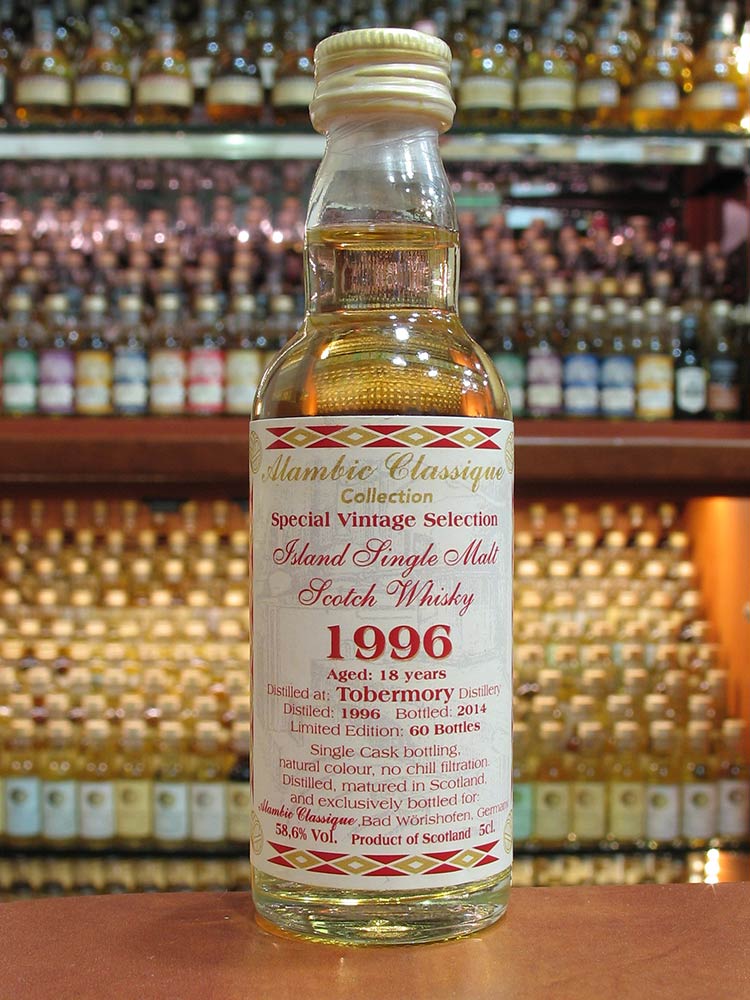 Alambic Classique
Collection
Special Vintage Selection
Island Single Malt
Scotch Whisky
1996
Aged: 18 years
Distilled at: Tobermory Distillery
Distiled: 1996 Bottled: 2014
Limited Edition: 60 Bottles
Single Cask bottling,
natural colour, no chill filtration.
Distilled, matured in Scotland,
and exclusively bottled for:
Alambic Classique, Bad Wörishofen, Germany
58,6% Vol. Product of Scotland 5cl.